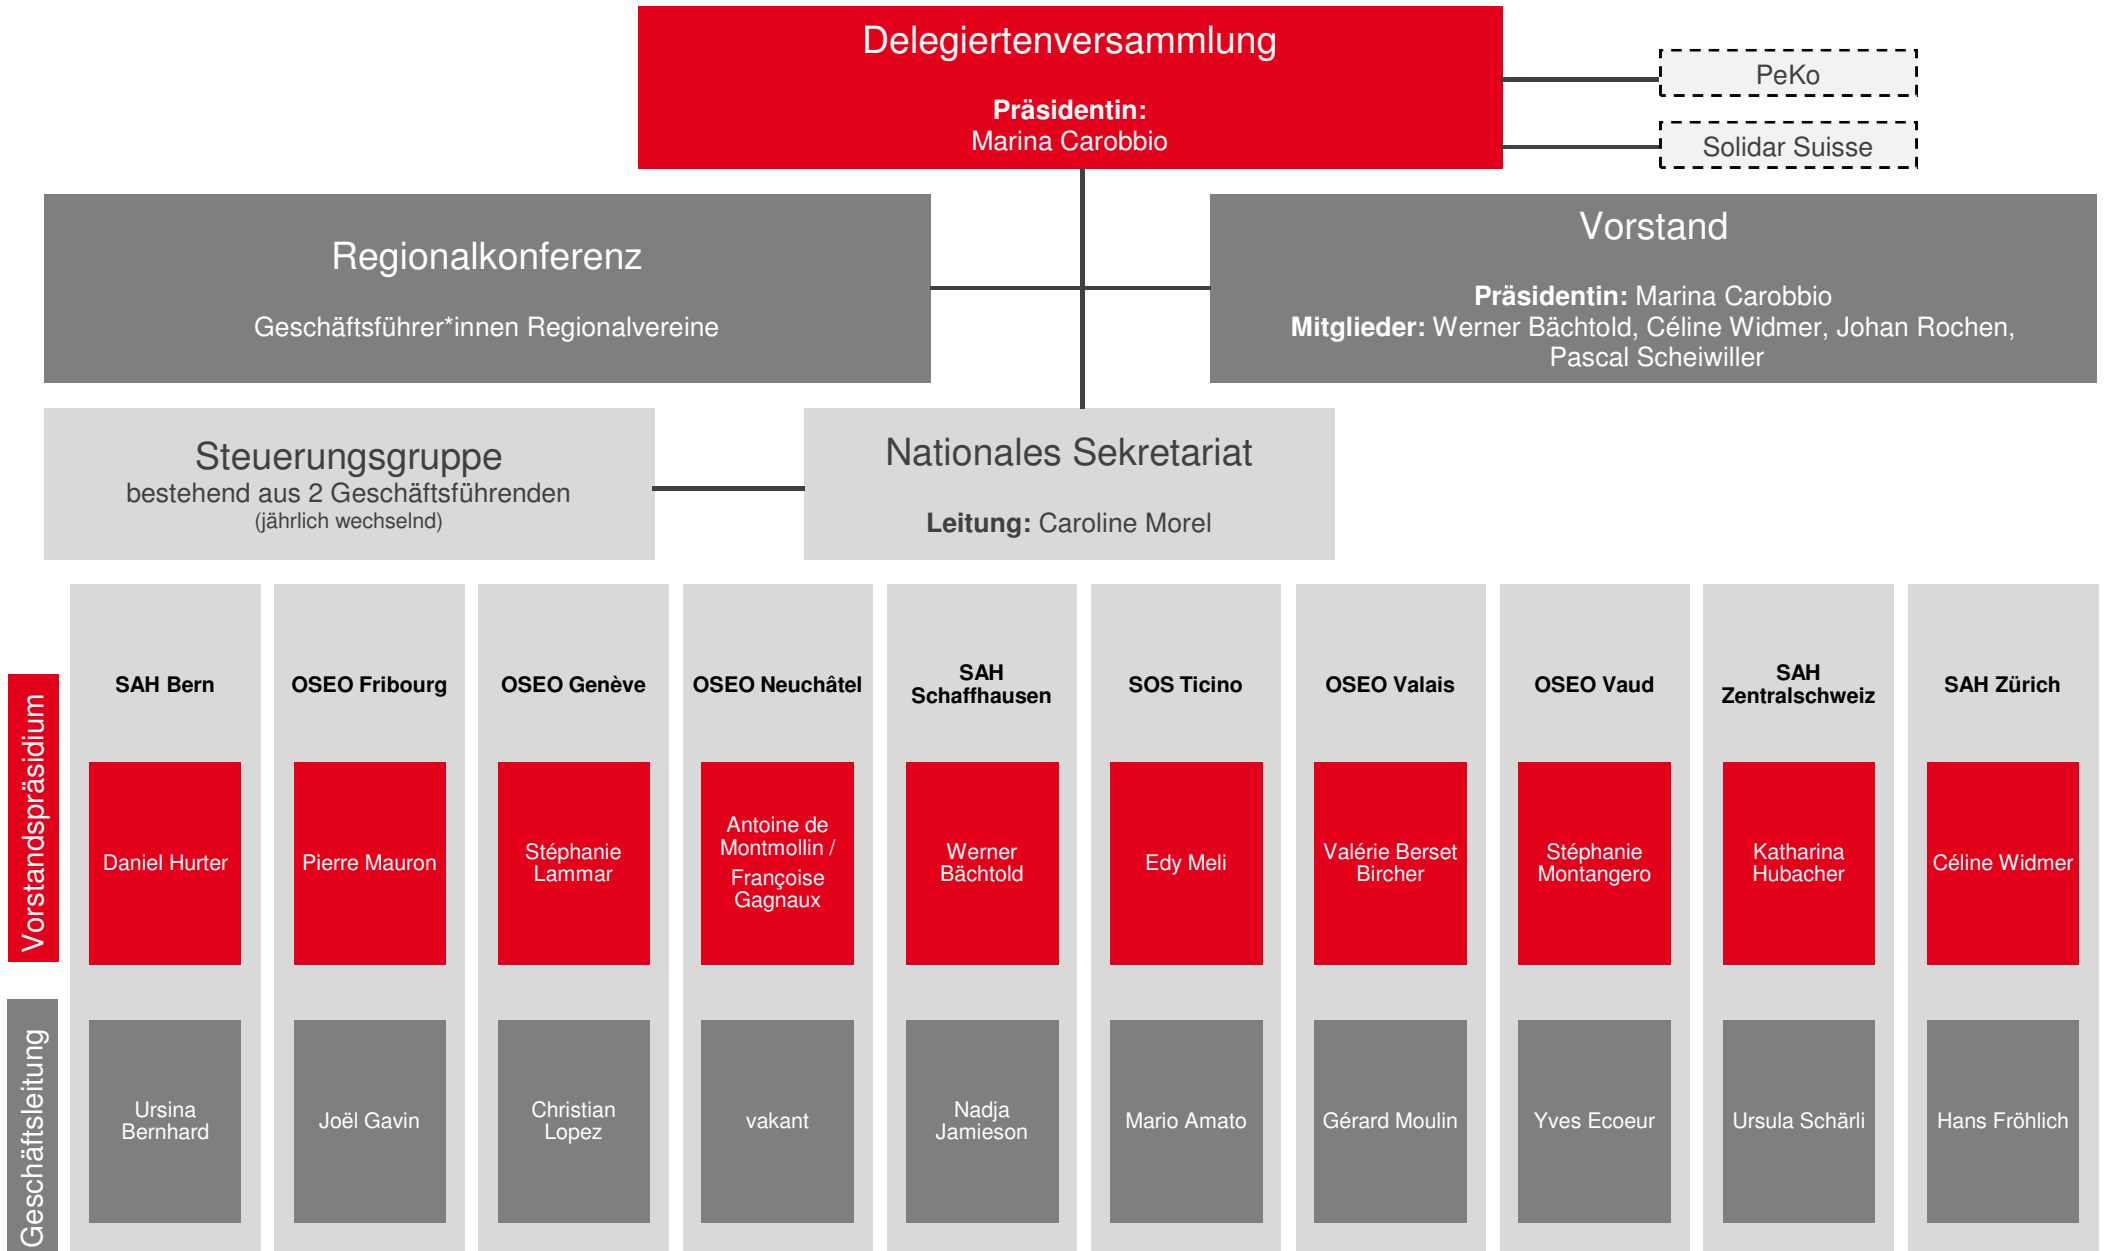 Delegiertenversammlung
Präsidentin:
Marina Carobbio
PeKo
Solidar Suisse
Regionalkonferenz
Geschäftsführer*innen Regionalvereine
Vorstand
Präsidentin: Marina Carobbio
Mitglieder: Werner Bächtold, Céline Widmer, Johan Rochen,
Pascal Scheiwiller
Steuerungsgruppe
bestehend aus 2 Geschäftsführenden
(jährlich wechselnd)
Nationales Sekretariat
Leitung: Caroline Morel
SAH Bern
OSEO Fribourg
OSEO Genève
OSEO Neuchâtel
SAH
Schaffhausen
SOS Ticino
OSEO Valais
OSEO Vaud
SAH
Zentralschweiz
SAH Zürich
Vorstandspräsidium
Daniel Hurter
Pierre Mauron
Stéphanie
Lammar
Antoine de
Montmollin /
Françoise
Gagnaux
Werner
Bächtold
Edy Meli
Valérie Berset
Bircher
Stéphanie
Montangero
Katharina
Hubacher
Céline Widmer
Geschäftsleitung
Ursina
Bernhard
Joël Gavin
Christian
Lopez
vakant
Nadja
Jamieson
Mario Amato
Gérard Moulin
Yves Ecoeur
Ursula Schärli
Hans Fröhlich